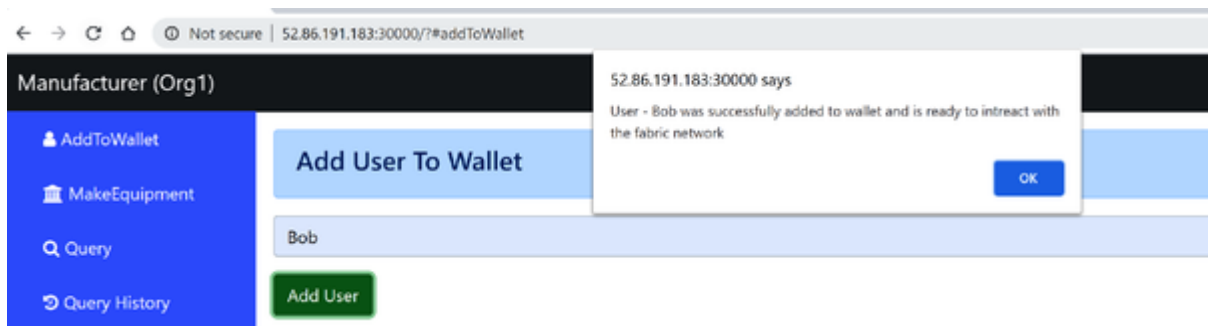 Not secure | 52.86.191.183:30000/?#addToWallet
Manufacturer (Org1)
52.86.191.183:30000 says
User - Bob was successfully added to wallet and is ready to intreact with
the fabric network
OK
AddToWallet
MakeEquipment
Query
Query History
Add User To Wallet
Bob
Add User